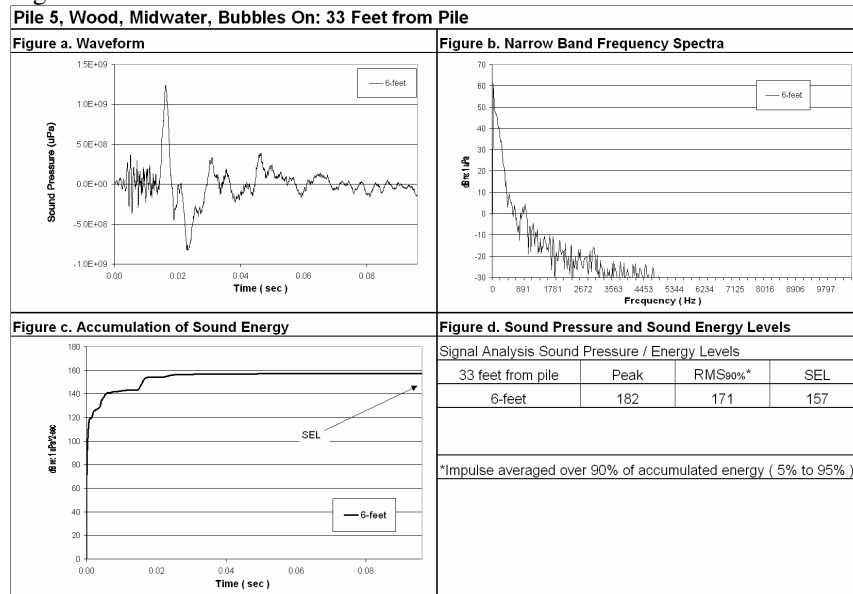 Pile 5, Wood, Midwater, Bubbles On: 33 Feet from Pile
Figure a. Waveform
1.5E+09
1.0E+09
5.0E+08
0.0E+00
-5.0E+08
-1.0E+09
Sound Pressure (uPa)
6-feet
0.00 0.02 0.04 0.06 0.08
Time ( sec )
Figure b. Narrow Band Frequency Spectra
70
60
50
40
30
20
10
0
-10
-20
-30
dB re: 1 uPa
6-feet
0 891 1781 2672 3563 4453 5344 6234 7125 8016 8906 9797
Frequency ( Hz )
Figure c. Accumulation of Sound Energy
180
160
140
120
100
80
60
40
20
0
SEL
6-feet
0.00 0.02 0.04 0.06 0.08
Time ( sec )
Figure d. Sound Pressure and Sound Energy Levels
Signal Analysis Sound Pressure / Energy Levels
33 feet from pile Peak RMS90%* SEL
6-feet 182 171 157
*Impulse averaged over 90% of accumulated energy ( 5% to 95% )